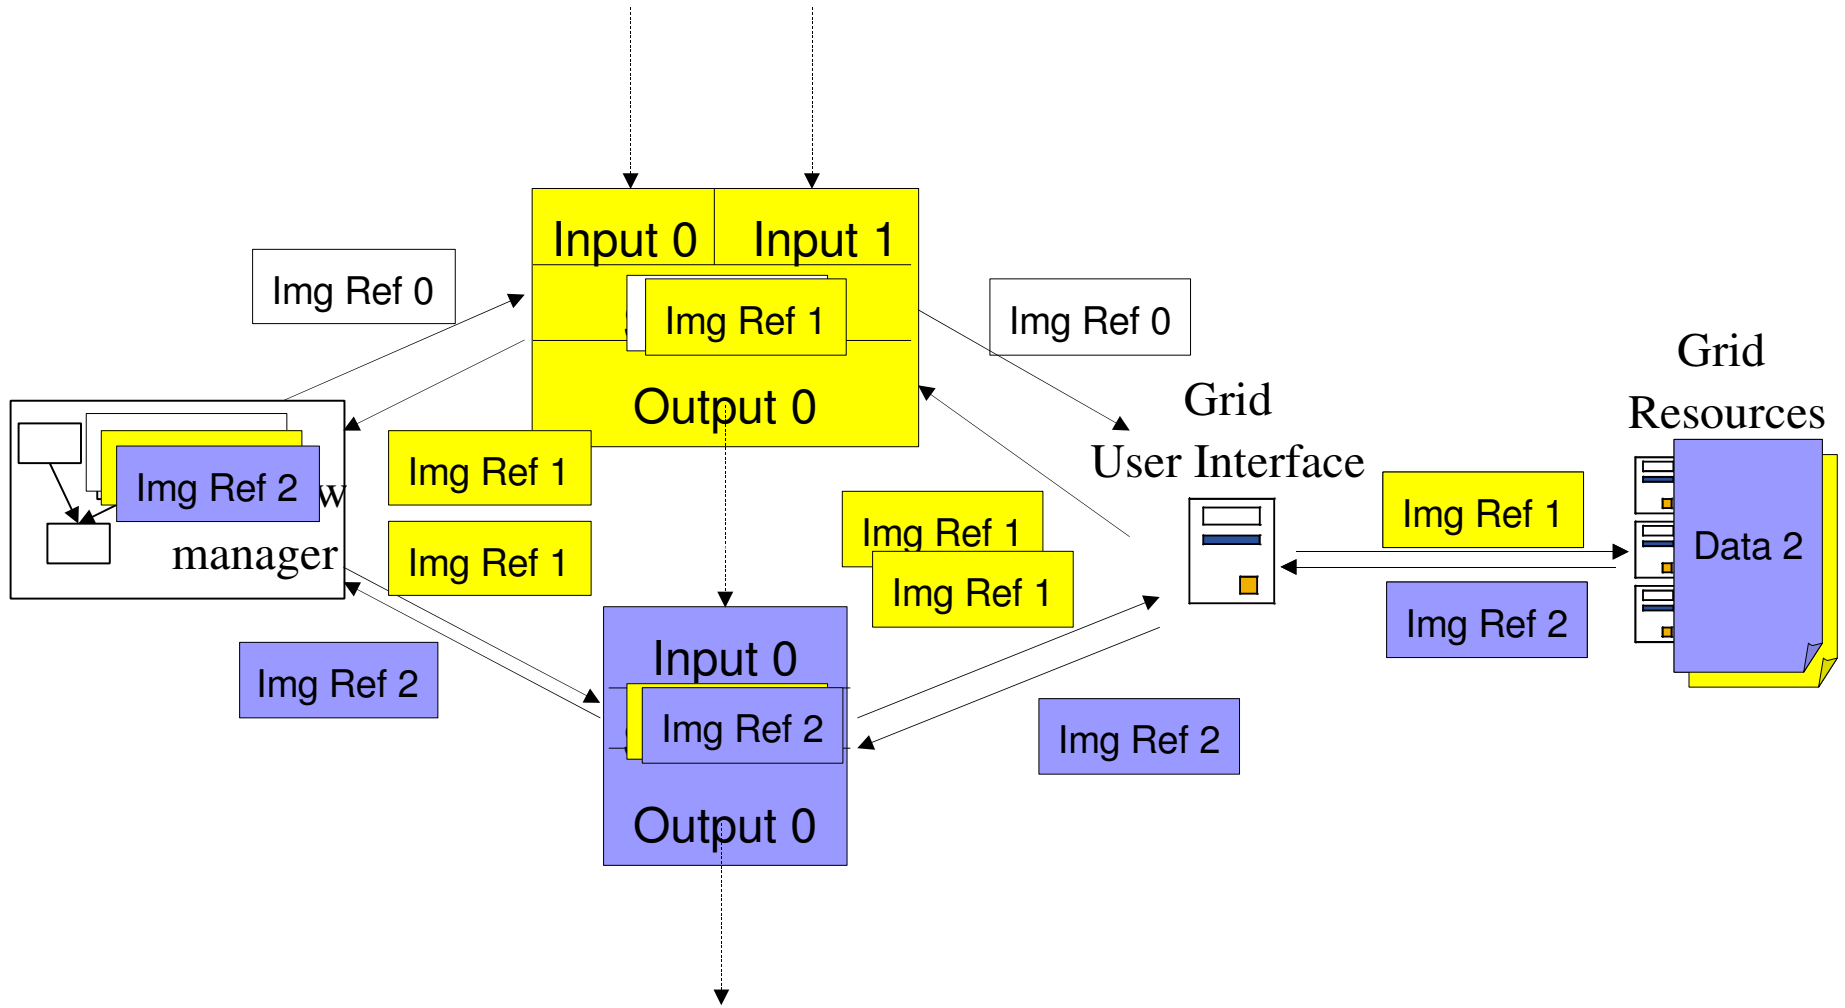 Input 0
Input 1
Img Ref 0
Img Ref 1
Img Ref 0
Grid
Resources
Output 0
Grid
User Interface
Img Ref 1
Img Ref 2
w
manager
Img Ref 1
Img Ref 1
Img Ref 1
Img Ref 1
Data 2
Img Ref 2
Input 0
Img Ref 2
Img Ref 2
Img Ref 2
Output 0